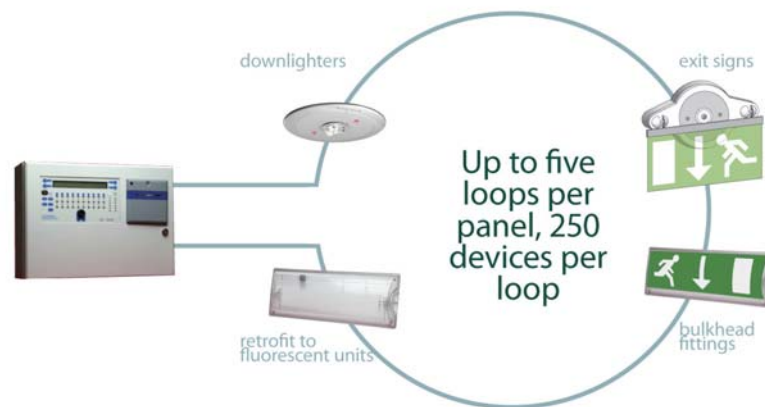 downlighters
exit signs
Up to five
loops per
panel, 250
devices per
loop
retrofit to
fluorescent units
bulkhead
fittings